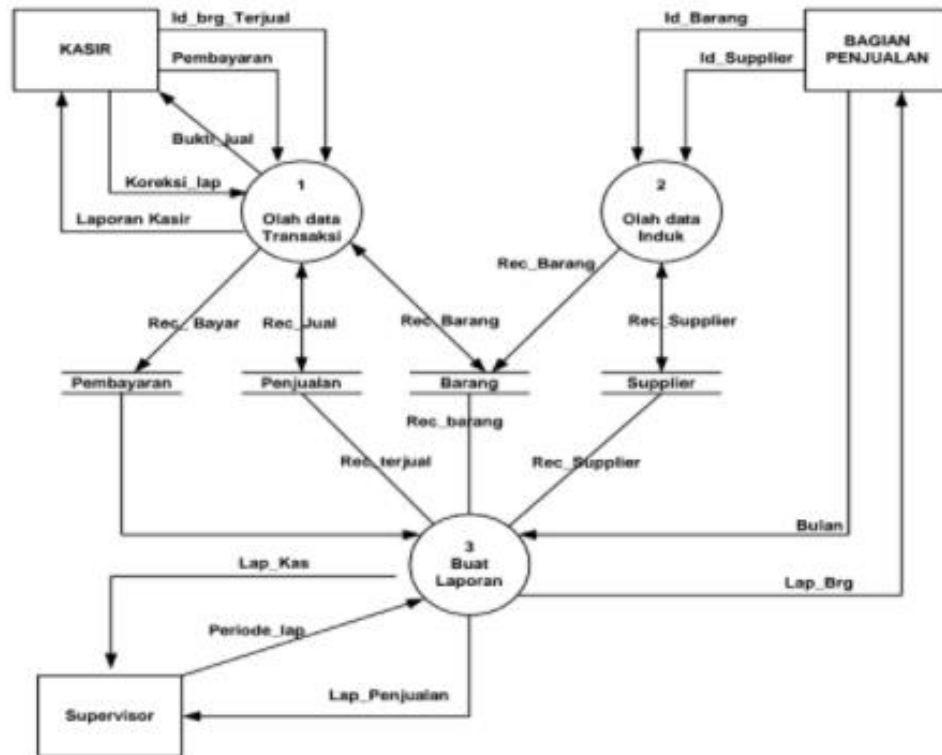 Id_brg_Terjual
Id_Barang
KASIR
BAGIAN
PENJUALAN
Pembayaran
Id_Supplier
Bukti_jual
Koreksi_lap
1
2
Laporan Kasir
Olah data
Transaksi
Olah data
Induk
Rec_Barang
Rec_ Bayar
Rec_Jual
Rec_Barang
Rec_Supplier
Pembayaran
Penjualan
Barang
Supplier
Rec_barang
Rec_terjual
Rec_Supplier
Bulan
3
Buat
Laporan
Lap_Kas
Lap_Brg
Periode_lap
Lap_Penjualan
Supervisor